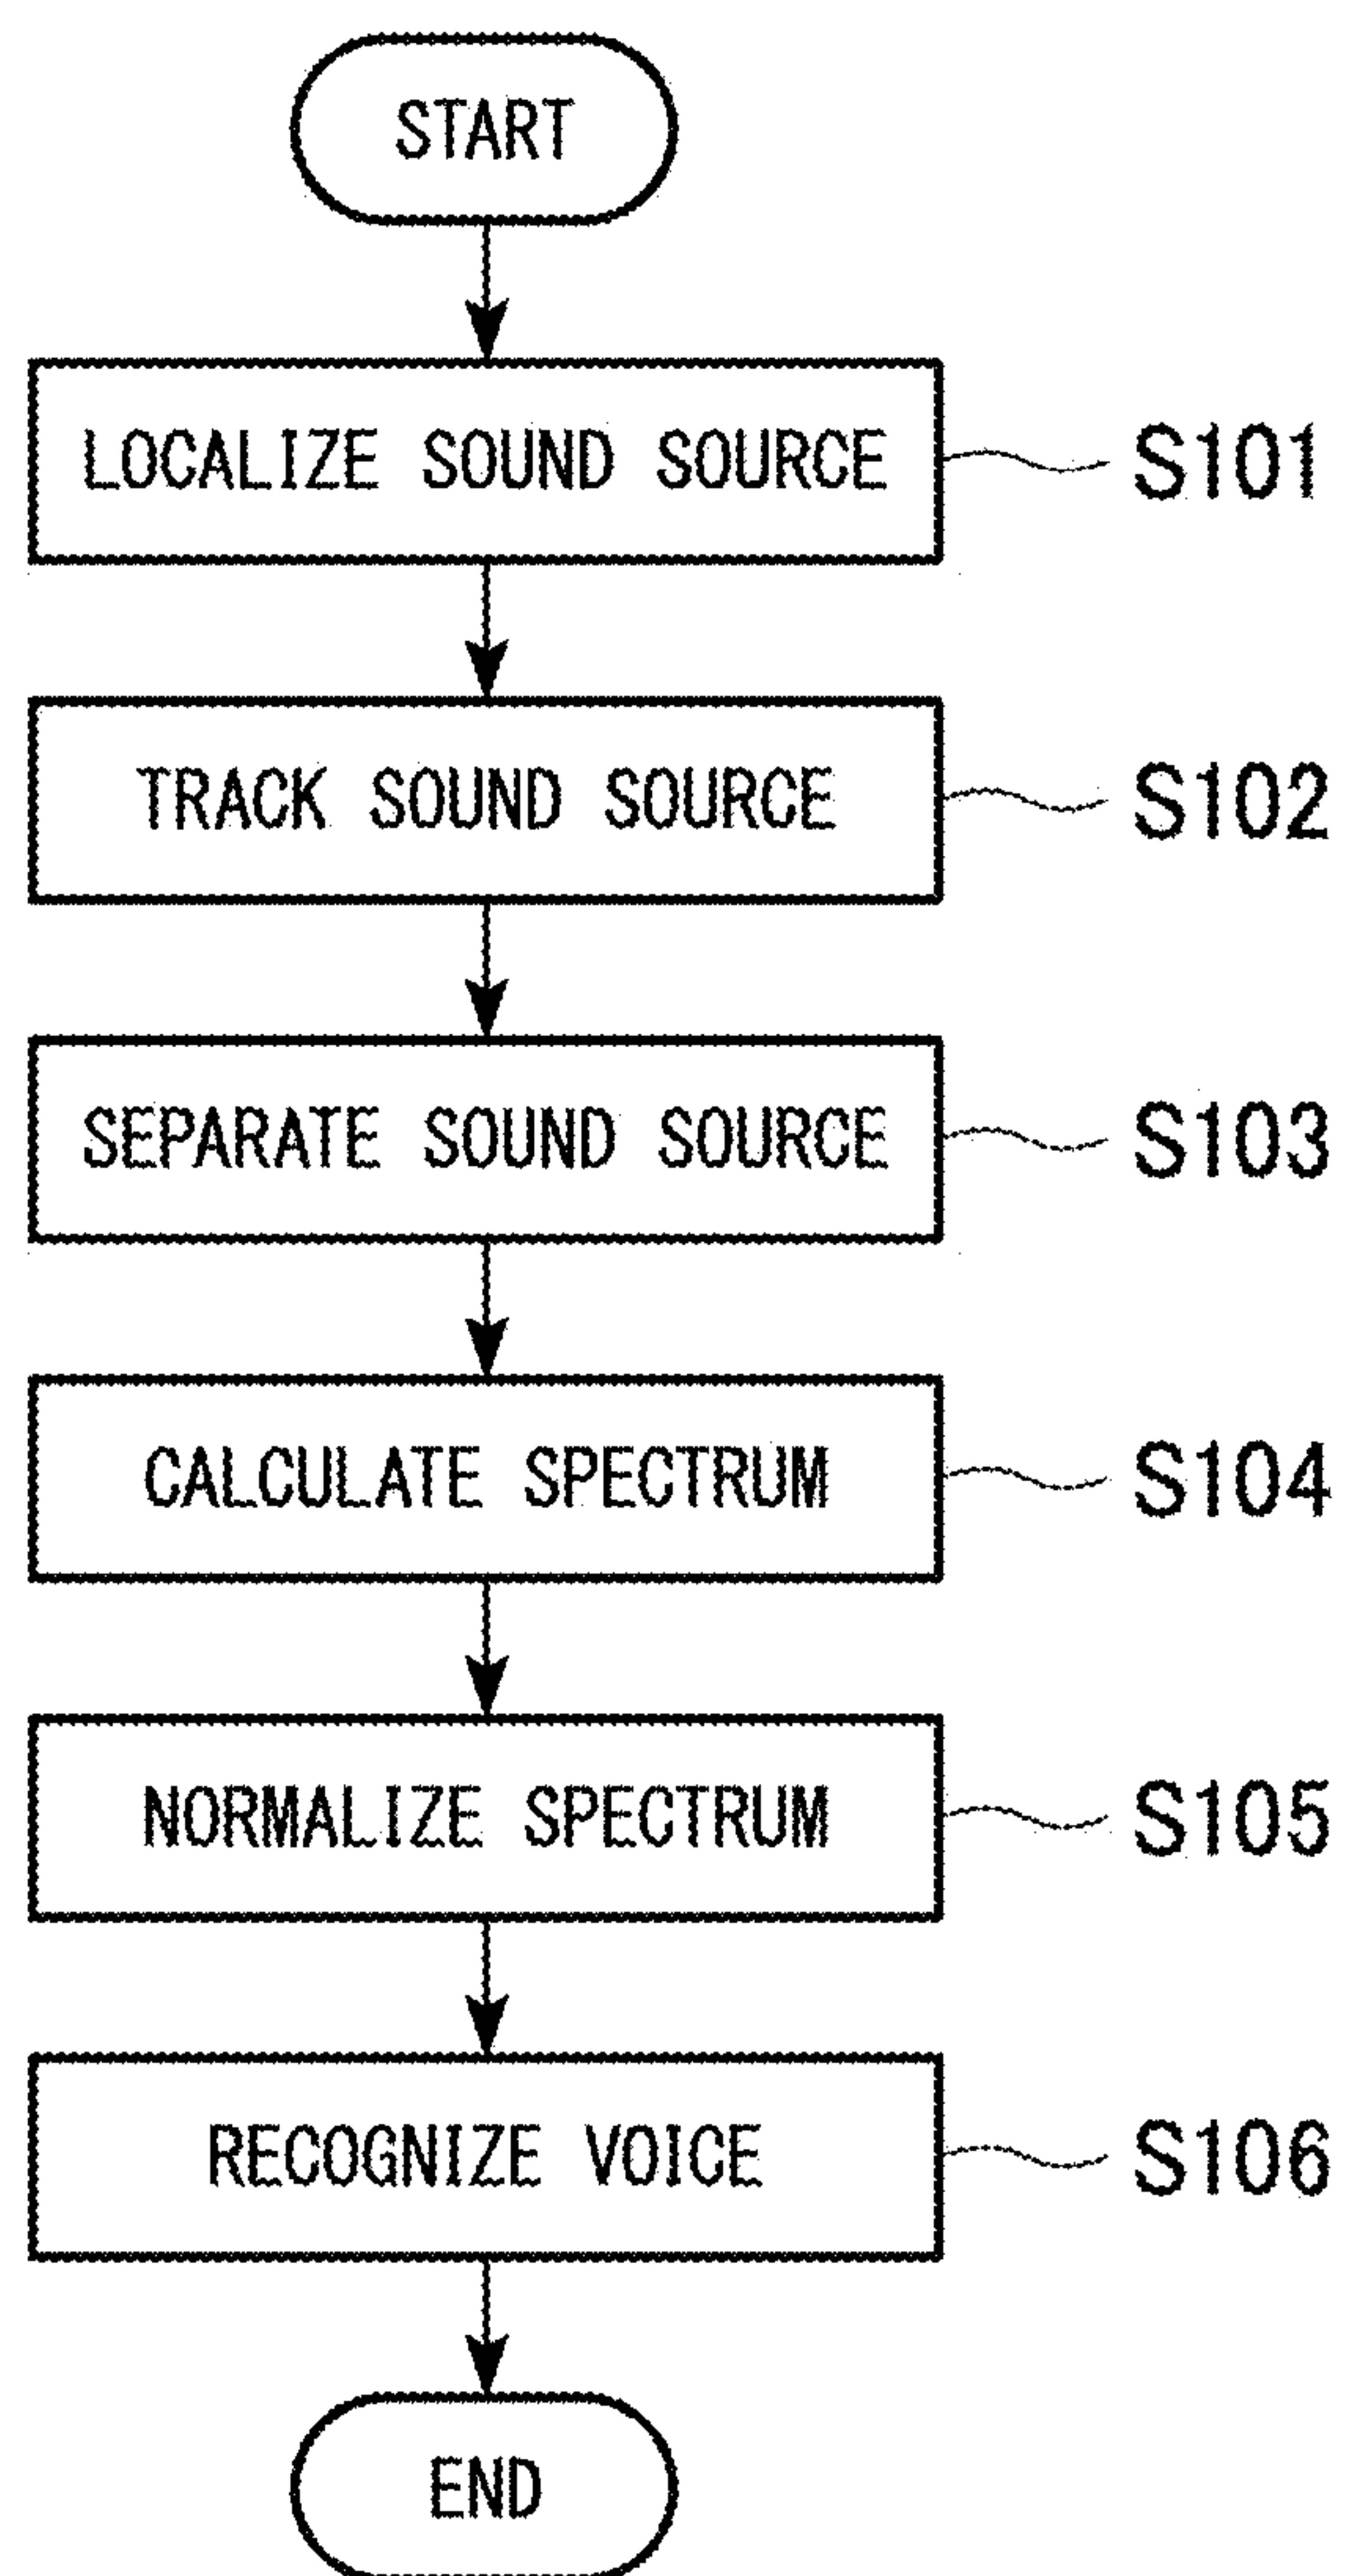 START
LOCALIZE SOUND SOURCE S101
TRACK SOUND SOURCE S102
SEPARATE SOUND SOURCE S103
CALCULATE SPECTRUM S104
NORMALIZE SPECTRUM S105
RECOGNIZE VOICE S106
END